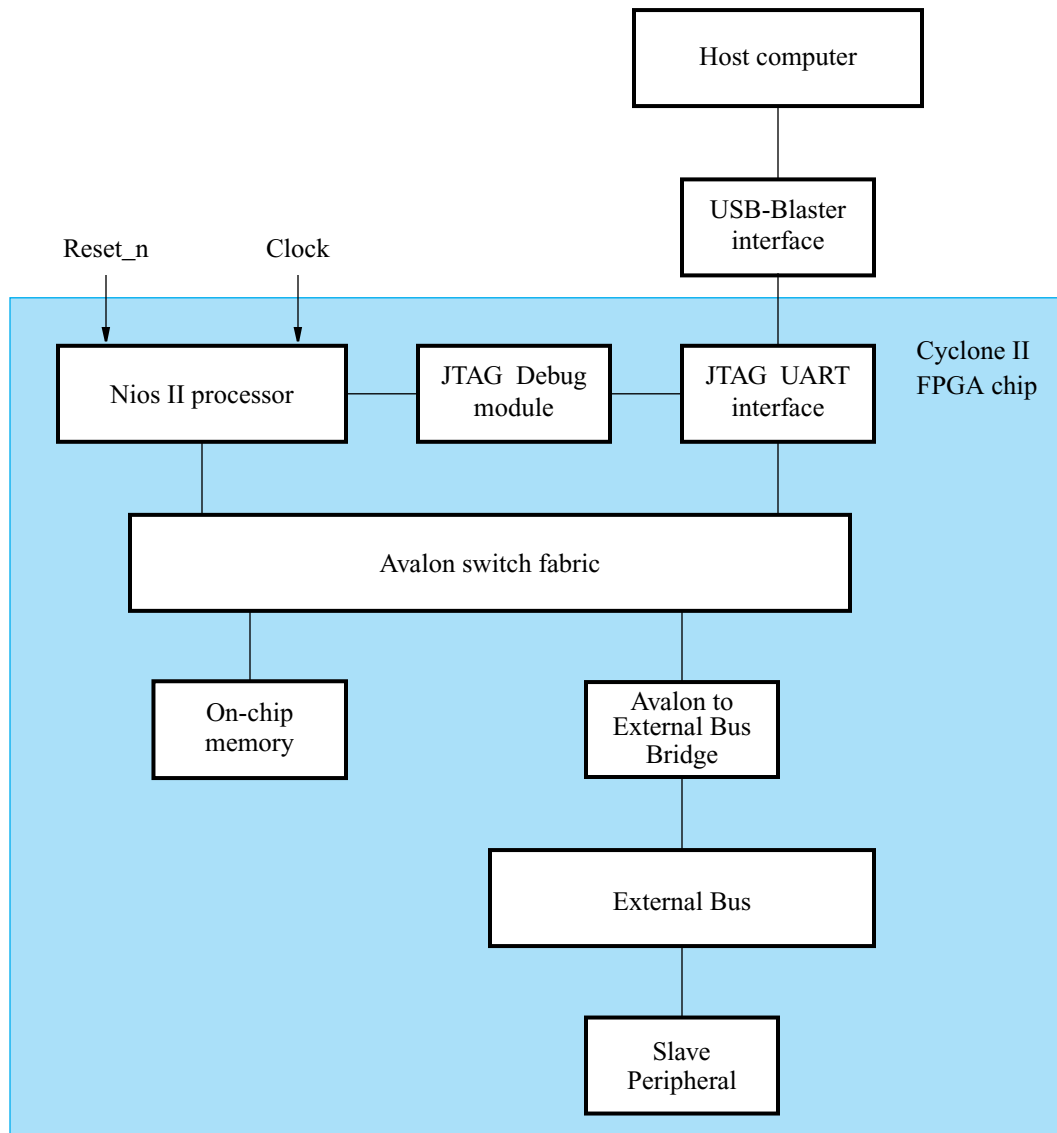 Host computer
USB-Blaster
interface
Reset_n
Clock
Cyclone II
FPGA chip
Nios II processor
JTAG Debug
module
JTAG UART
interface
Avalon switch fabric
On-chip
memory
Avalon to
External Bus
Bridge
External Bus
Slave
Peripheral